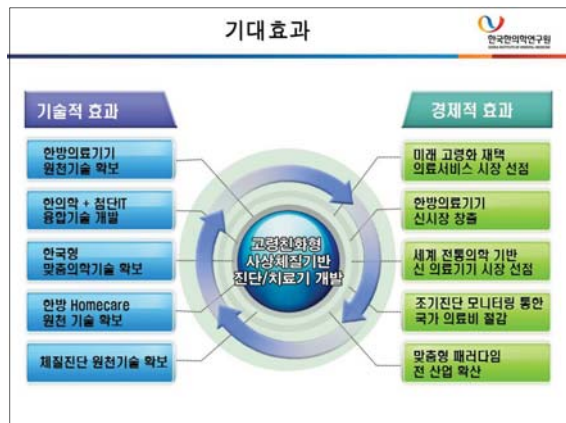 기대효과
한국한의학연구원
KOREA INSTITUTE OF ORIENTAL MEDICINE
기술적 효과
한방의료기기
원천기술 확보
한의학 + 첨단IT
융합기술 개발
한국형
맞춤의학기술 확보
한방 Homecare
원천 기술 확보
체질진단 원천기술 확보
고령친화형
사상체질기반
진단/치료기 개발
경제적 효과
미래 고령화 재택
의료서비스 시장 선점
한방의료기기
신시장 창출
세계 전통의학 기반
신 의료기기 시장 선점
조기진단 모니터링 통한
국가 의료비 절감
맞춤형 패러다임
전 산업 확산